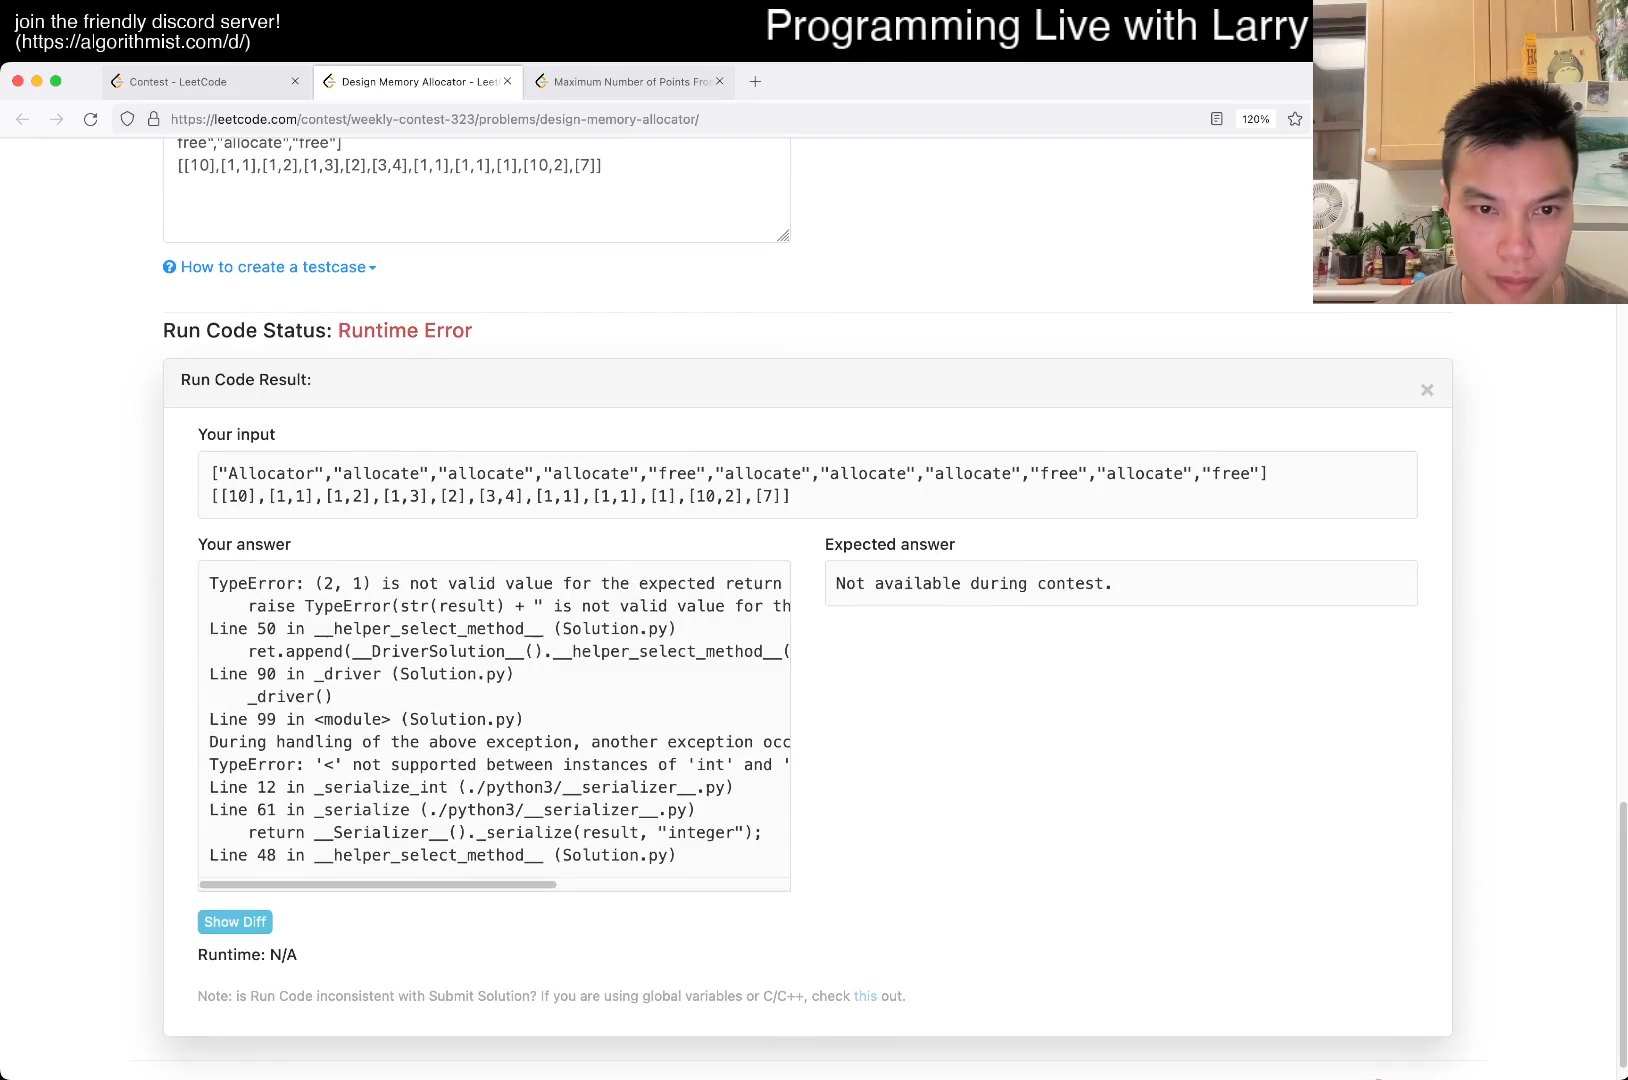 join the friendly discord server!
(https://algorithmist.com/d/)
Programming Live with Larry
Contest - LeetCode
Design Memory Allocator - Leet
Maximum Number of Points Fro
https://leetcode.com/contest/weekly-contest-323/problems/design-memory-allocator/
120%
free","allocate","free"]
[[10],[1,1],[1,2],[1,3],[2],[3,4],[1,1],[1,1],[1],[10,2],[7]]
How to create a testcase
Run Code Status: Runtime Error
Run Code Result:
Your input
["Allocator","allocate","allocate","allocate","free","allocate","allocate","allocate","free","allocate","free"]
[[10],[1,1],[1,2],[1,3],[2],[3,4],[1,1],[1,1],[1],[10,2],[7]]
Your answer
Expected answer
TypeError: (2, 1) is not valid value for the expected return
raise TypeError(str(result) + " is not valid value for th
Line 50 in __helper_select_method__ (Solution.py)
ret.append(__DriverSolution__().__helper_select_method__(
Line 90 in _driver (Solution.py)
_driver()
Line 99 in <module> (Solution.py)
During handling of the above exception, another exception occ
TypeError: '<' not supported between instances of 'int' and '
Line 12 in _serialize_int (./python3/__serializer__.py)
Line 61 in _serialize (./python3/__serializer__.py)
return __Serializer__()._serialize(result, "integer");
Line 48 in __helper_select_method__ (Solution.py)
Not available during contest.
Show Diff
Runtime: N/A
Note: is Run Code inconsistent with Submit Solution? If you are using global variables or C/C++, check this out.